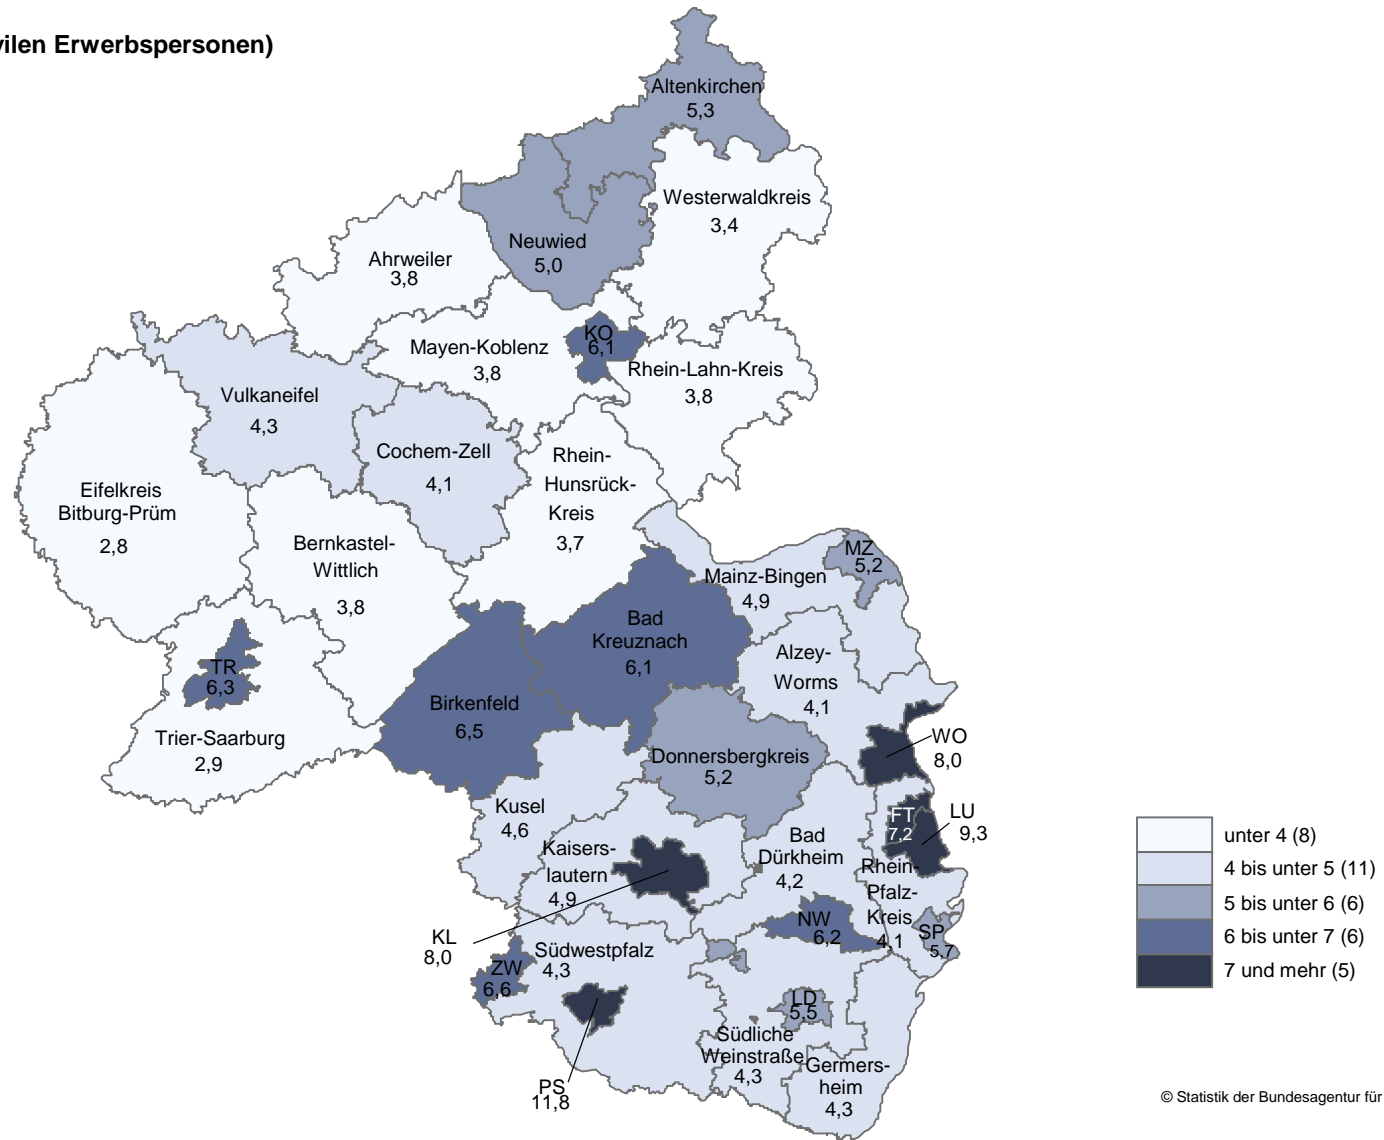 vilen Erwerbspersonen)
Altenkirchen
5,3
Westerwaldkreis
3,4
Neuwied
5,0
Ahrweiler
3,8
Mayen-Koblenz
3,8
KO
6,1
Rhein-Lahn-Kreis
3,8
Vulkaneifel
4,3
Cochem-Zell
4,1
Rhein-
Hunsrück-
Kreis
3,7
Eifelkreis
Bitburg-Prüm
2,8
Bernkastel-
Wittlich
3,8
MZ
5,2
Mainz-Bingen
4,9
Bad
Kreuznach
6,1
Alzey-
Worms
4,1
TR
6,3
Trier-Saarburg
2,9
Birkenfeld
6,5
WO
8,0
Donnersbergkreis
5,2
Kusel
4,6
FT
7,2
LU
9,3
Kaisers-
lautern
4,9
Bad
Dürkheim
4,2
Rhein-
Pfalz-
Kreis
4,1
KL
8,0
NW
6,2
SP
5,7
Südwestpfalz
4,3
ZW
6,6
LD
5,5
Südliche
Weinstraße
4,3
Germers-
heim
4,3
PS
11,8
unter 4 (8)
4 bis unter 5 (11)
5 bis unter 6 (6)
6 bis unter 7 (6)
7 und mehr (5)
© Statistik der Bundesagentur für